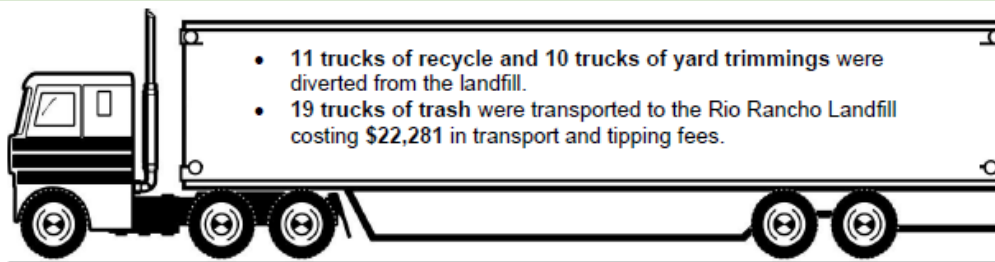 • 11 trucks of recycle and 10 trucks of yard trimmings were
diverted from the landfill.
• 19 trucks of trash were transported to the Rio Rancho Landfill
costing $22,281 in transport and tipping fees.